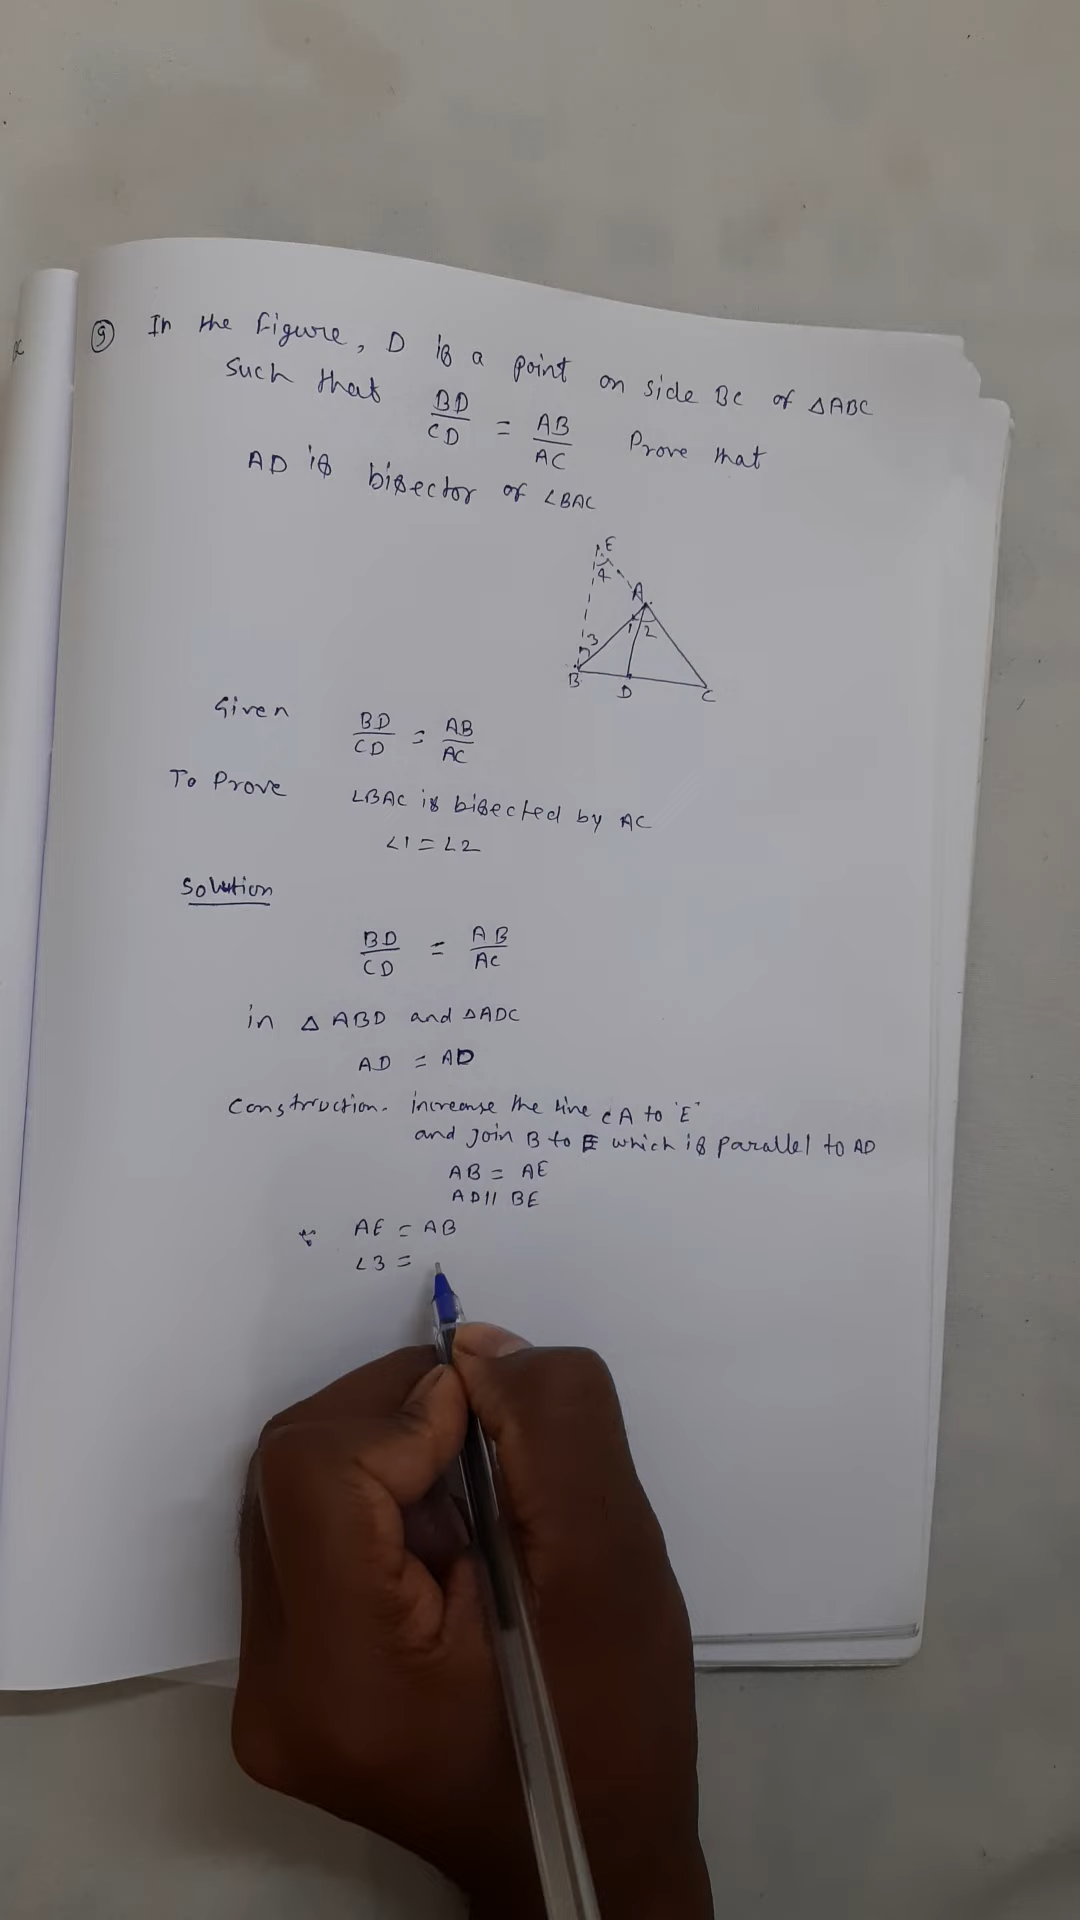 9 In the figure, D is a point on side BC of △ABC
such that BD/CD = AB/AC Prove that
AD is bisector of ∠BAC
E
4
A
1 2
3
B D C
Given BD/CD = AB/AC
To Prove ∠BAC is bisected by AC
∠1 = ∠2
Solution
BD/CD = AB/AC
in △ABD and △ADC
AD = AD
Construction. increase the line CA to 'E'
and join B to E which is parallel to AD
AB = AE
AD || BE
AE = AB
∠3 =